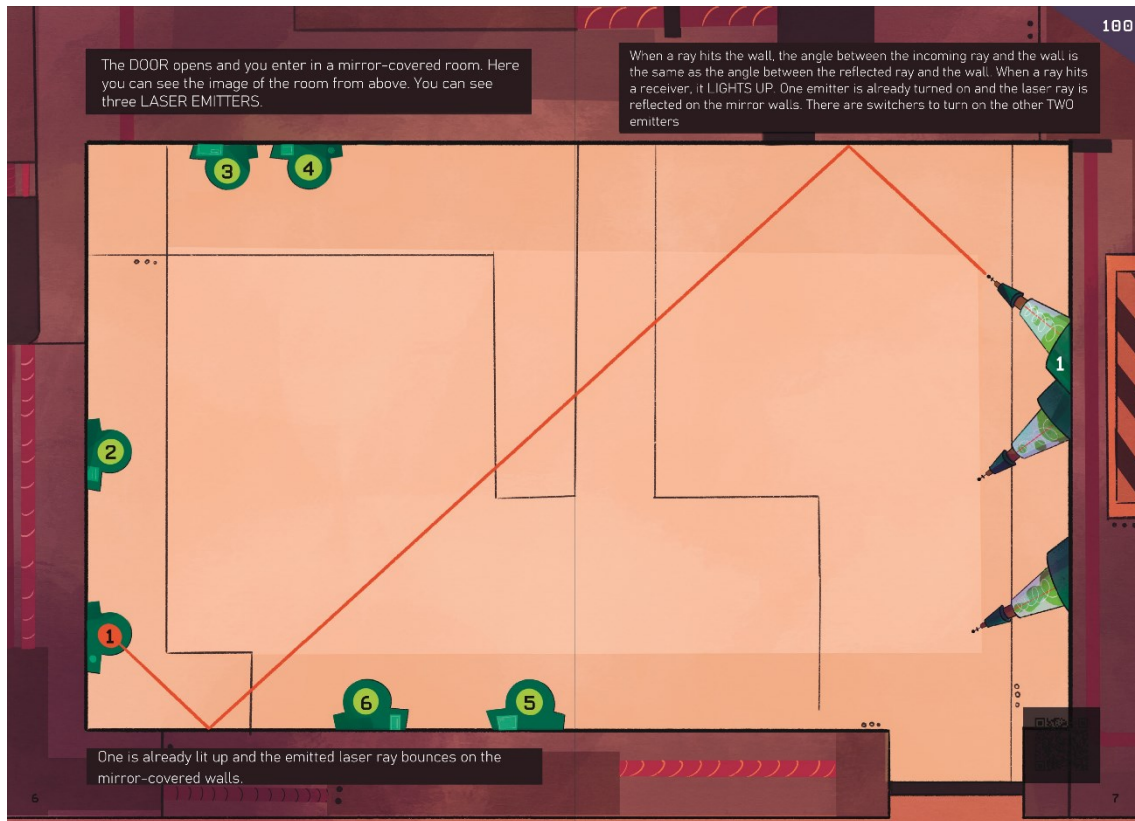 100
The DOOR opens and you enter in a mirror-covered room. Here
you can see the image of the room from above. You can see
three LASER EMITTERS.
When a ray hits the wall, the angle between the incoming ray and the wall is
the same as the angle between the reflected ray and the wall. When a ray hits
a receiver, it LIGHTS UP. One emitter is already turned on and the laser ray is
reflected on the mirror walls. There are switchers to turn on the other TWO
emitters
3
4
1
2
1
6
5
One is already lit up and the emitted laser ray bounces on the
mirror-covered walls.
6
7